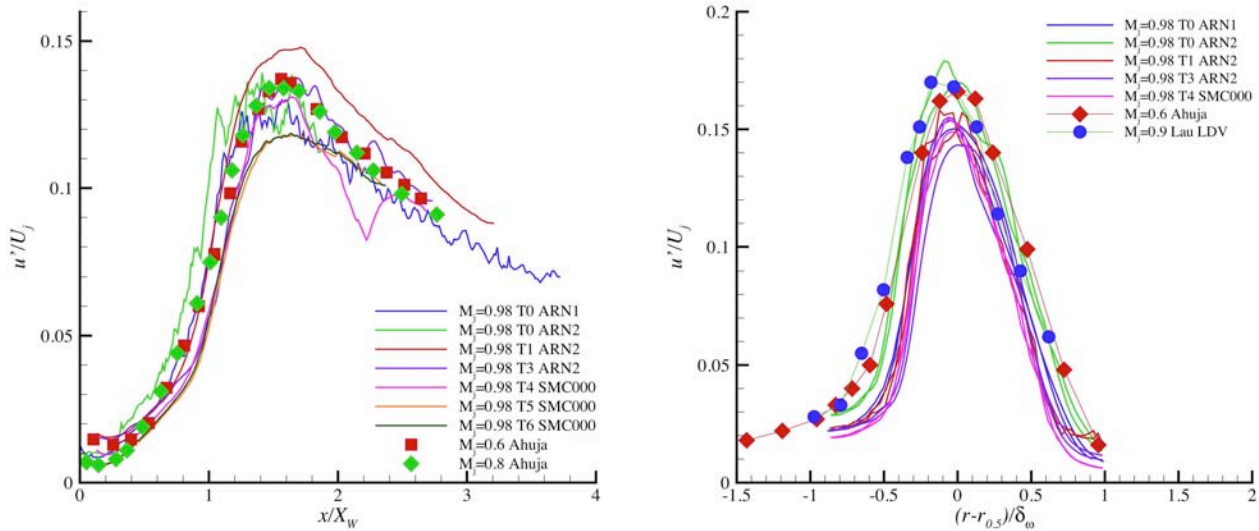 0.15
0.1
0.05
0
u'/U_j
0
1
2
3
4
x/X_W
M_j=0.98 T0 ARN1
M_j=0.98 T0 ARN2
M_j=0.98 T1 ARN2
M_j=0.98 T3 ARN2
M_j=0.98 T4 SMC000
M_j=0.98 T5 SMC000
M_j=0.98 T6 SMC000
M_j=0.6 Ahuja
M_j=0.8 Ahuja
0.2
0.15
0.1
0.05
0
u'/U_j
-1.5
-1
-0.5
0
0.5
1
1.5
2
(r-r_0.5)/δ_ω
M_j=0.98 T0 ARN1
M_j=0.98 T0 ARN2
M_j=0.98 T1 ARN2
M_j=0.98 T3 ARN2
M_j=0.98 T4 SMC000
M_j=0.6 Ahuja
M_j=0.9 Lau LDV